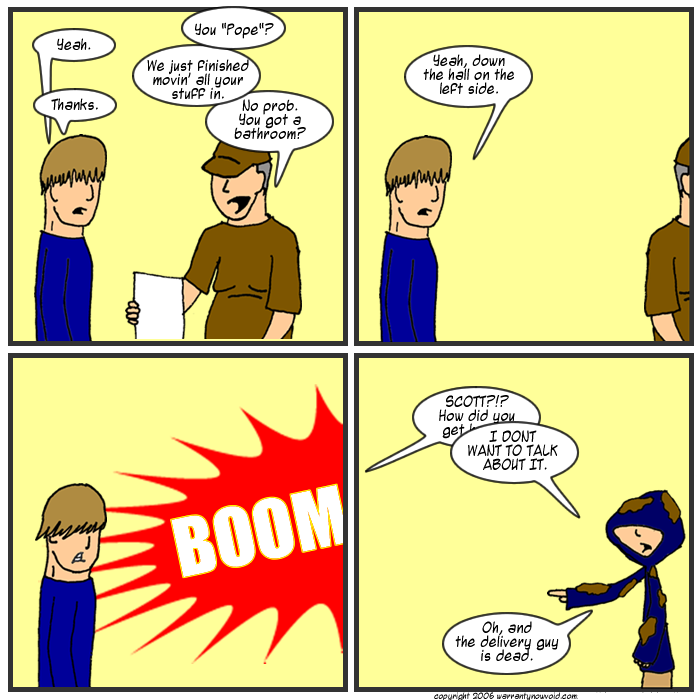 You "Pope"?
Yeah.
We just finished
movin' all your
stuff in.
Thanks.
No prob.
You got a
bathroom?
Yeah, down
the hall on the
left side.
BOOM
SCOTT?!?
How did you
get
I DONT
WANT TO TALK
ABOUT IT.
Oh, and
the delivery guy
is dead.
copyright 2006 warrantynowvoid.com